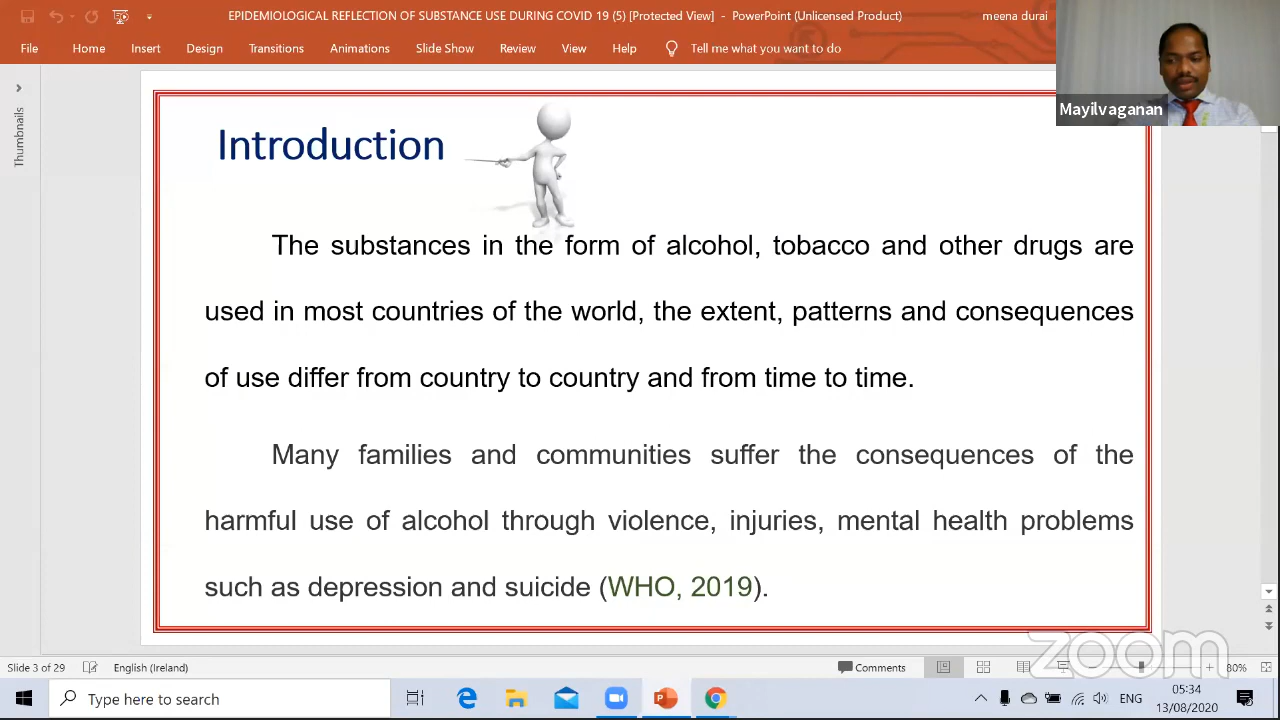 EPIDEMIOLOGICAL REFLECTION OF SUBSTANCE USE DURING COVID 19 (5) [Protected View] - PowerPoint (Unlicensed Product)
meena durai
File Home Insert Design Transitions Animations Slide Show Review View Help Tell me what you want to do
Mayilvaganan
Thumbnails
Introduction
The substances in the form of alcohol, tobacco and other drugs are
used in most countries of the world, the extent, patterns and consequences
of use differ from country to country and from time to time.
Many families and communities suffer the consequences of the
harmful use of alcohol through violence, injuries, mental health problems
such as depression and suicide (WHO, 2019).
zoom
Slide 3 of 29 English (Ireland) Comments 80%
Type here to search
ENG
05:34
13/08/2020